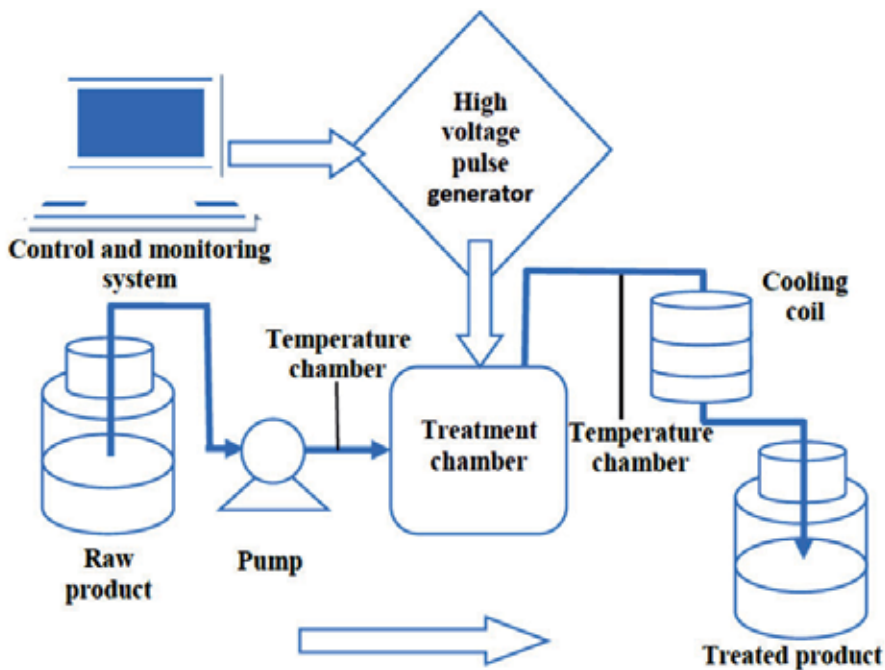 High
voltage
pulse
generator
Control and monitoring
system
Cooling
coil
Temperature
chamber
Treatment
chamber
Temperature
chamber
Raw
product
Pump
Treated product